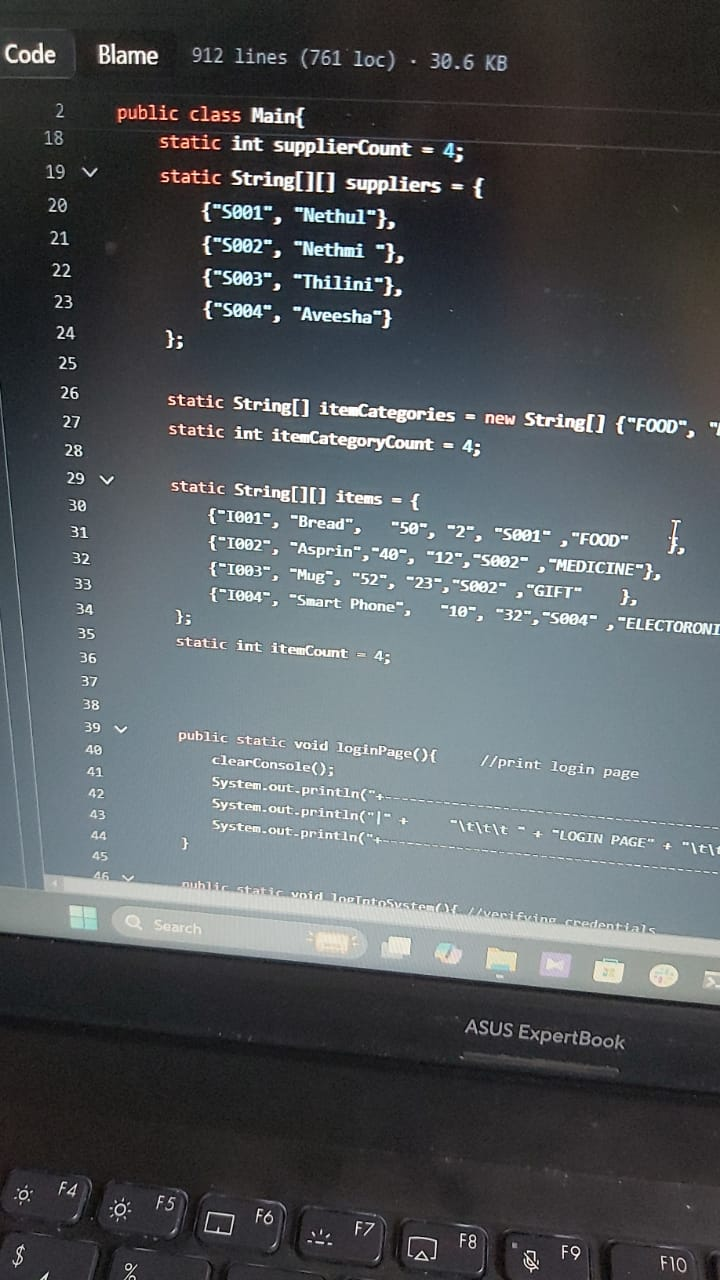 Code Blame 912 lines (761 loc) · 30.6 KB
2 public class Main{
18 static int supplierCount = 4;
19 static String[][] suppliers = {
20 {"S001", "Nethul"},
21 {"S002", "Nethmi "},
22 {"S003", "Thilini"},
23 {"S004", "Aveesha"}
24 };
25
26 static String[] itemCategories = new String[] {"FOOD", "
27 static int itemCategoryCount = 4;
28
29 static String[][] items = {
30 {"I001", "Bread", "50", "2", "S001" ,"FOOD" },
31 {"I002", "Asprin","40", "12","S002" ,"MEDICINE"},
32 {"I003", "Mug", "52", "23","S002" ,"GIFT" },
33 {"I004", "Smart Phone", "10", "32","S004" ,"ELECTORONI
34 };
35 static int itemCount = 4;
36
37
38
39 public static void loginPage(){ //print login page
40 clearConsole();
41 System.out.println("+-----------------------------------
42 System.out.println("|" + "\t\t\t " + "LOGIN PAGE" + "\t\
43 System.out.println("+-----------------------------------
44 }
45
46 public static void logIntoSystem(){ //verifying credentials
Search
ASUS ExpertBook
F4 F5 F6 F7 F8 F9 F10
$ %